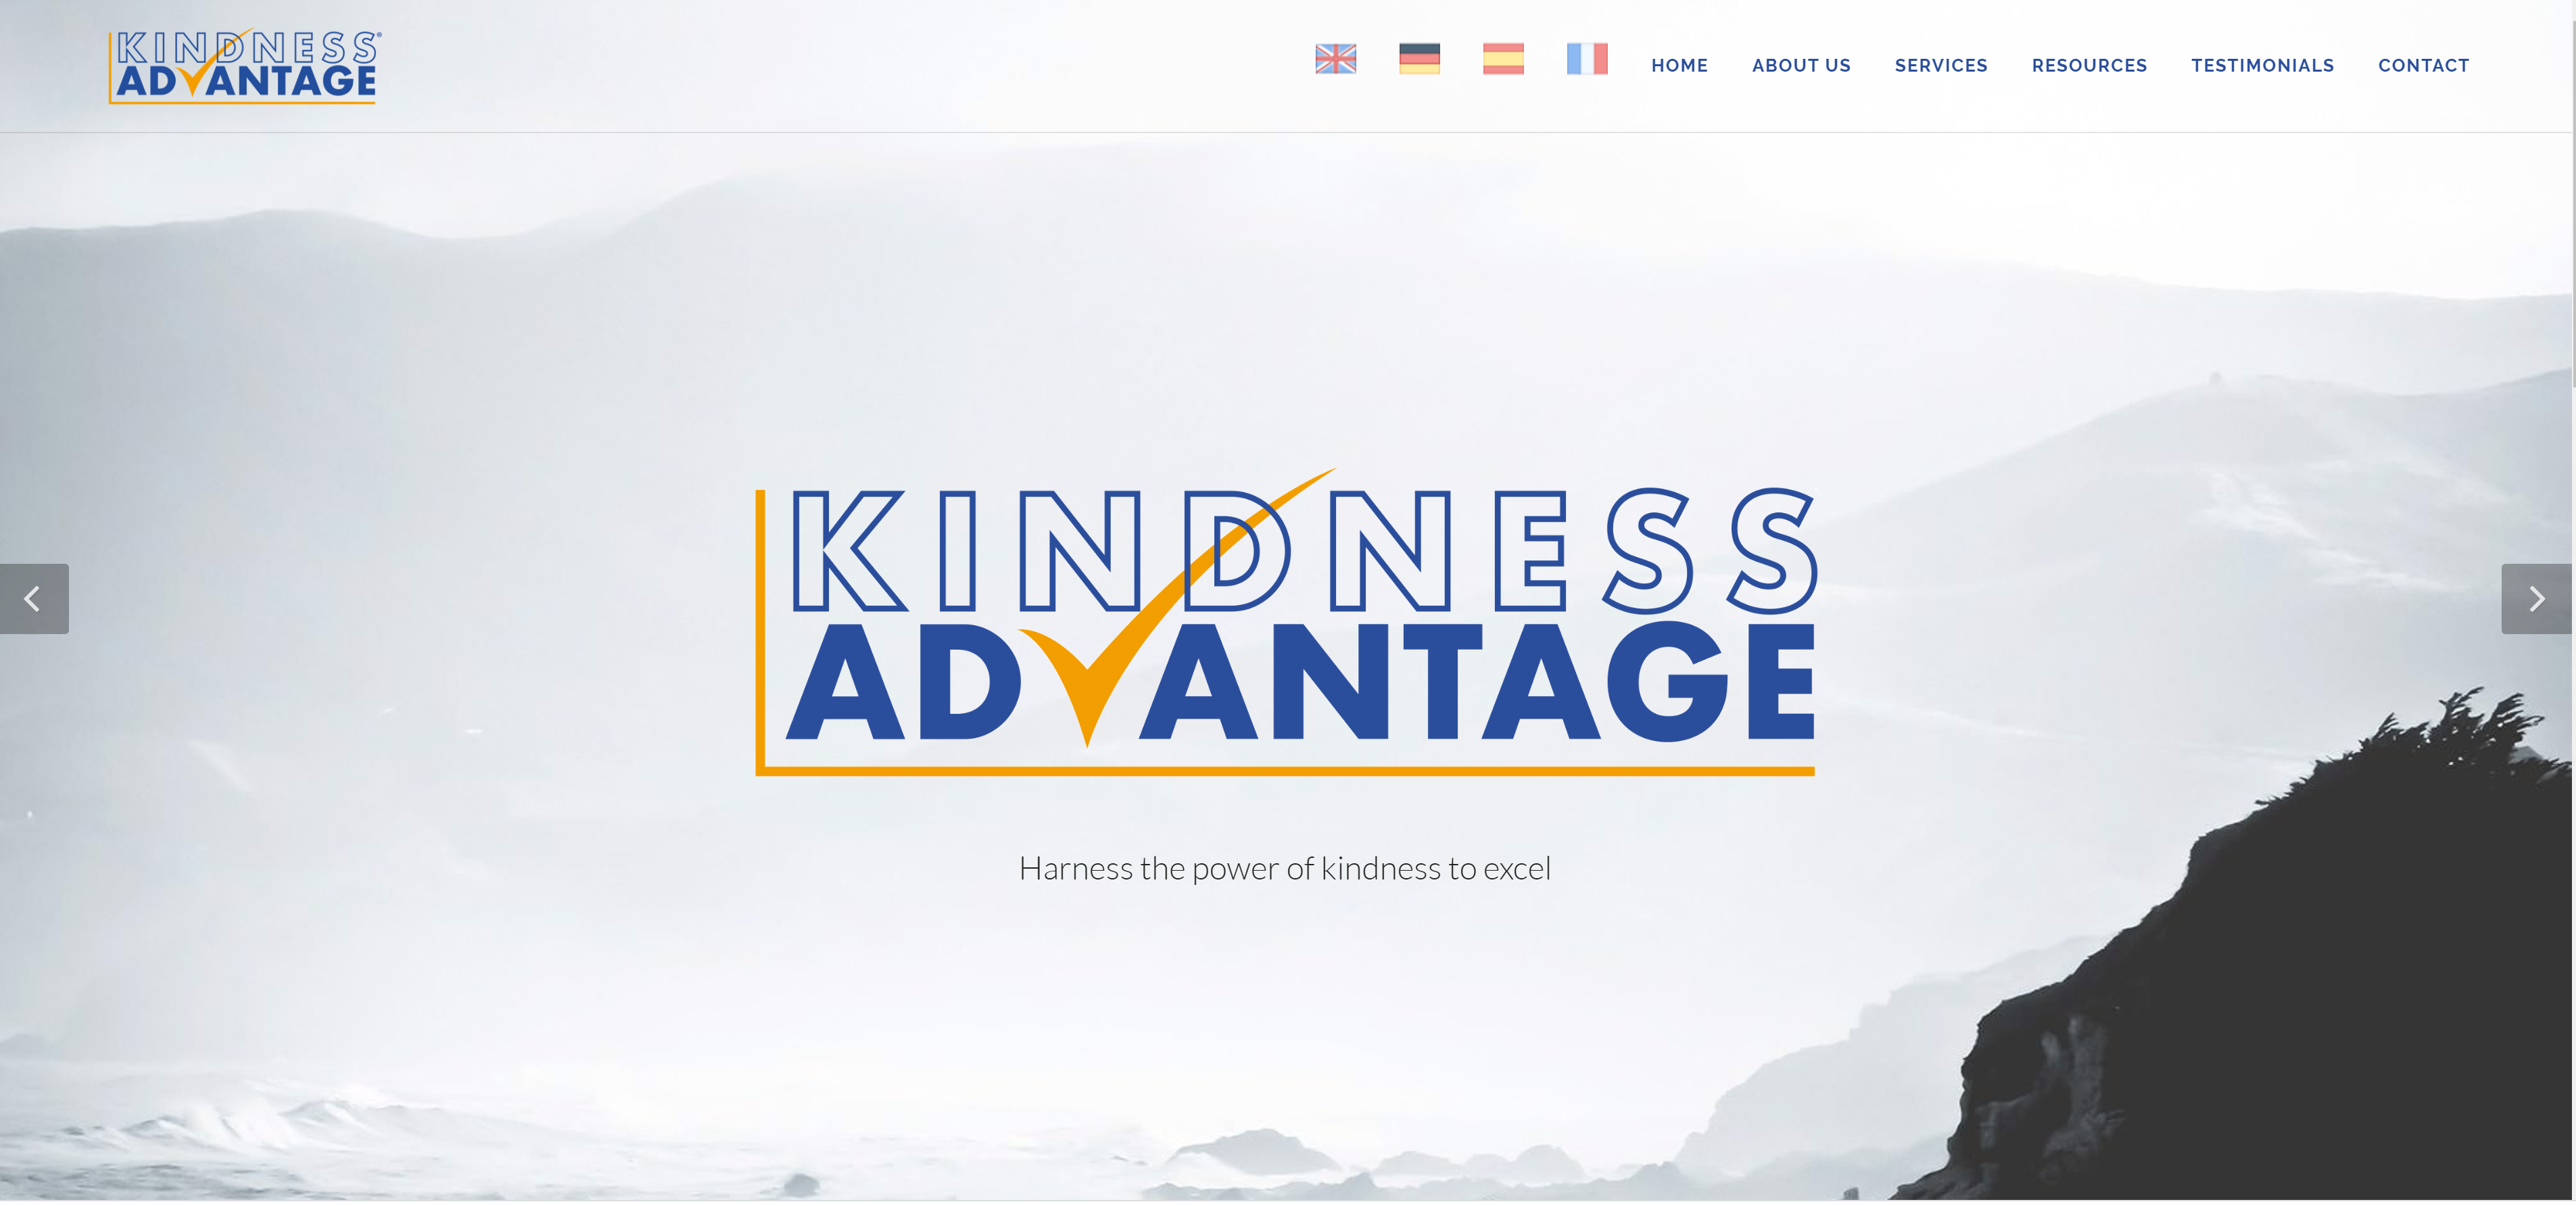 KINDNESS®
ADVANTAGE
HOME ABOUT US SERVICES RESOURCES TESTIMONIALS CONTACT
KINDNESS
ADVANTAGE
Harness the power of kindness to excel